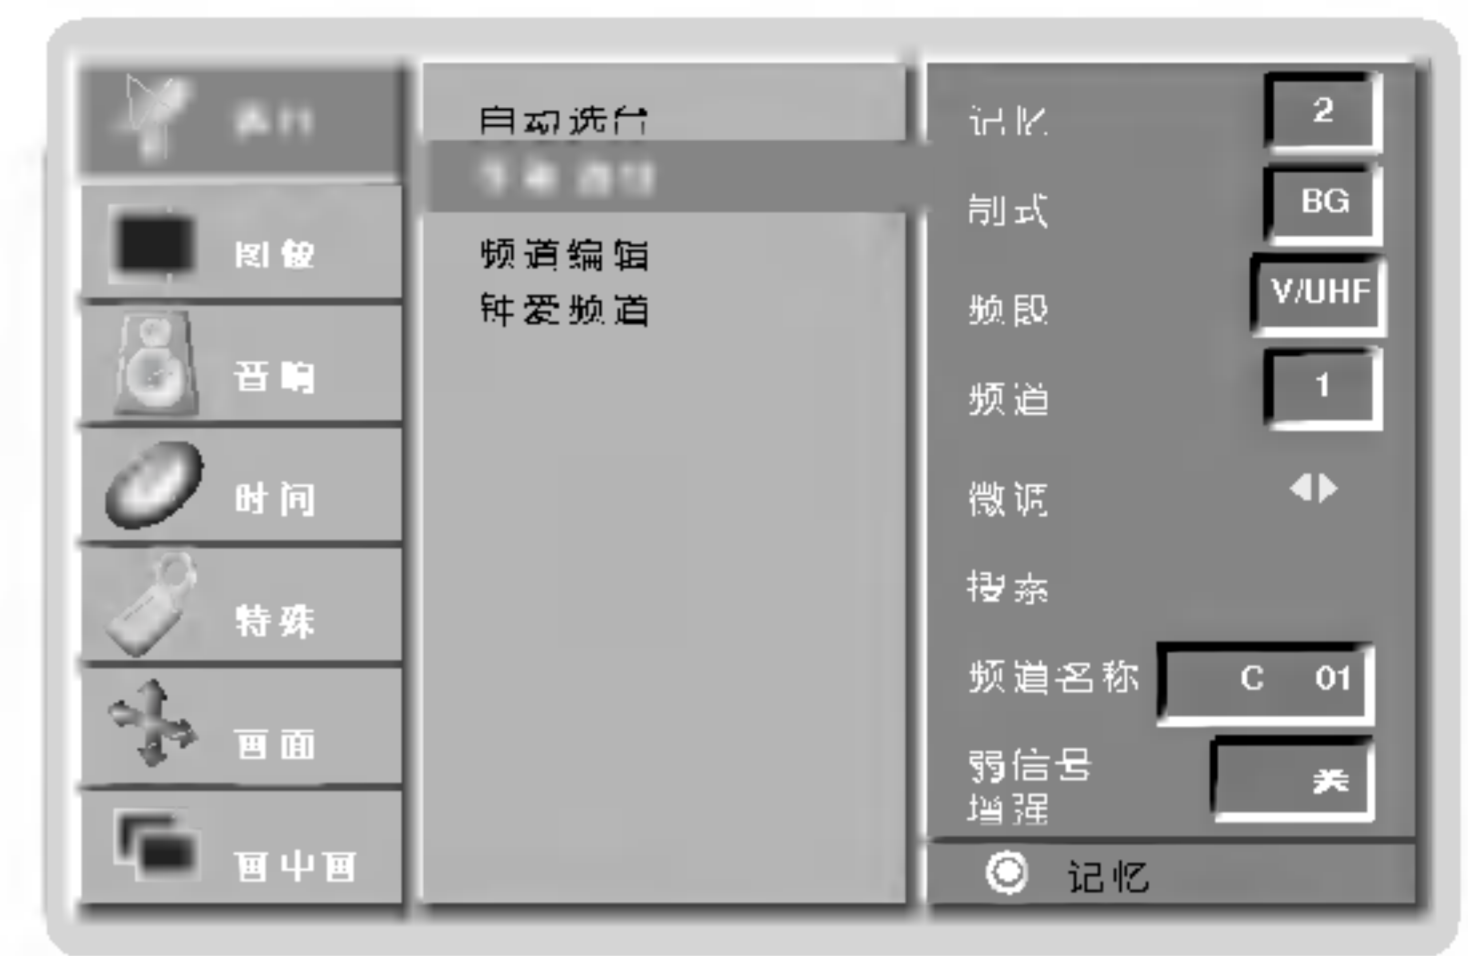 图像
音响
时间
特殊
画面
画中画
自动选台
频道编辑
钟爱频道
记忆 2
制式 BG
频段 V/UHF
频道 1
微调
搜索
频道名称 C 01
弱信号
增强 关
记忆